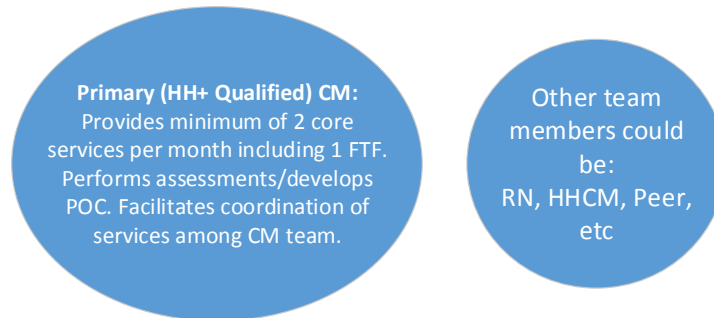 Primary (HH+ Qualified) CM:
Provides minimum of 2 core
services per month including 1 FTF.
Performs assessments/develops
POC. Facilitates coordination of
services among CM team.
Other team
members could
be:
RN, HHCM, Peer,
etc